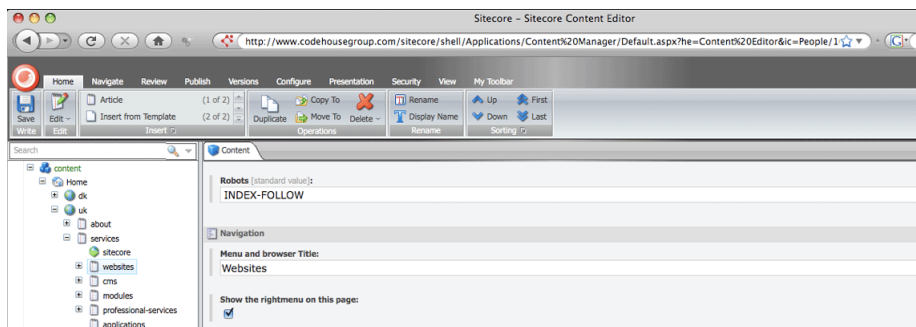 Sitecore – Sitecore Content Editor
http://www.codehousegroup.com/sitecore/shell/Applications/Content%20Manager/Default.aspx?he=Content%20Editor&ic=People/1
Home Navigate Review Publish Versions Configure Presentation Security View My Toolbar
Save Edit Article (1 of 2) Duplicate Copy To Delete Rename Up First
Insert from Template (2 of 2) Move To Display Name Down Last
Write Edit Insert Operations Rename Sorting
Search Content
content
Home
dk
uk
about
services
sitecore
websites
cms
modules
professional-services
applications
Robots [standard value]:
INDEX-FOLLOW
Navigation
Menu and browser Title:
Websites
Show the rightmenu on this page: